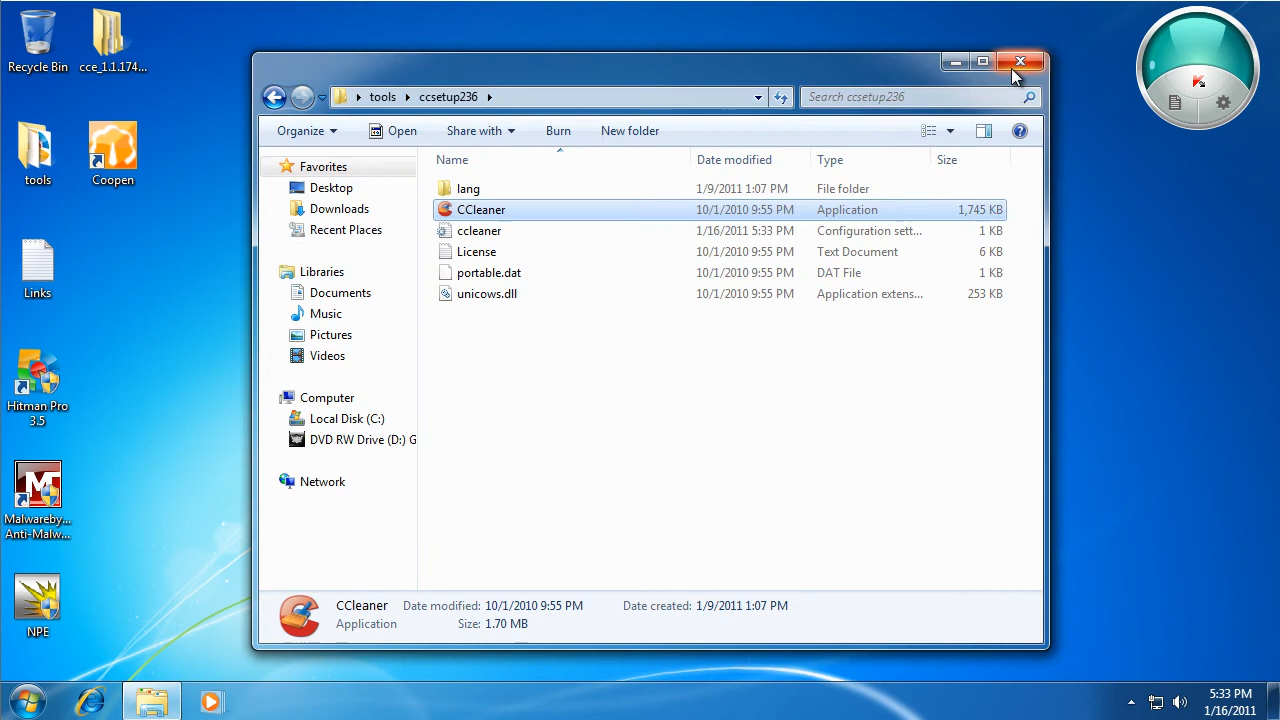 Recycle Bin
cce_1.1.174...
tools
Coopen
Links
Hitman Pro
3.5
Malwareby...
Anti-Malw...
NPE
tools
ccsetup236
Search ccsetup236
Organize
Open
Share with
Burn
New folder
Name
Date modified
Type
Size
Favorites
Desktop
Downloads
Recent Places
Libraries
Documents
Music
Pictures
Videos
Computer
Local Disk (C:)
DVD RW Drive (D:) G
Network
lang 1/9/2011 1:07 PM File folder
CCleaner 10/1/2010 9:55 PM Application 1,745 KB
ccleaner 1/16/2011 5:33 PM Configuration sett... 1 KB
License 10/1/2010 9:55 PM Text Document 6 KB
portable.dat 10/1/2010 9:55 PM DAT File 1 KB
unicows.dll 10/1/2010 9:55 PM Application extens... 253 KB
CCleaner Date modified: 10/1/2010 9:55 PM Date created: 1/9/2011 1:07 PM
Application Size: 1.70 MB
5:33 PM
1/16/2011